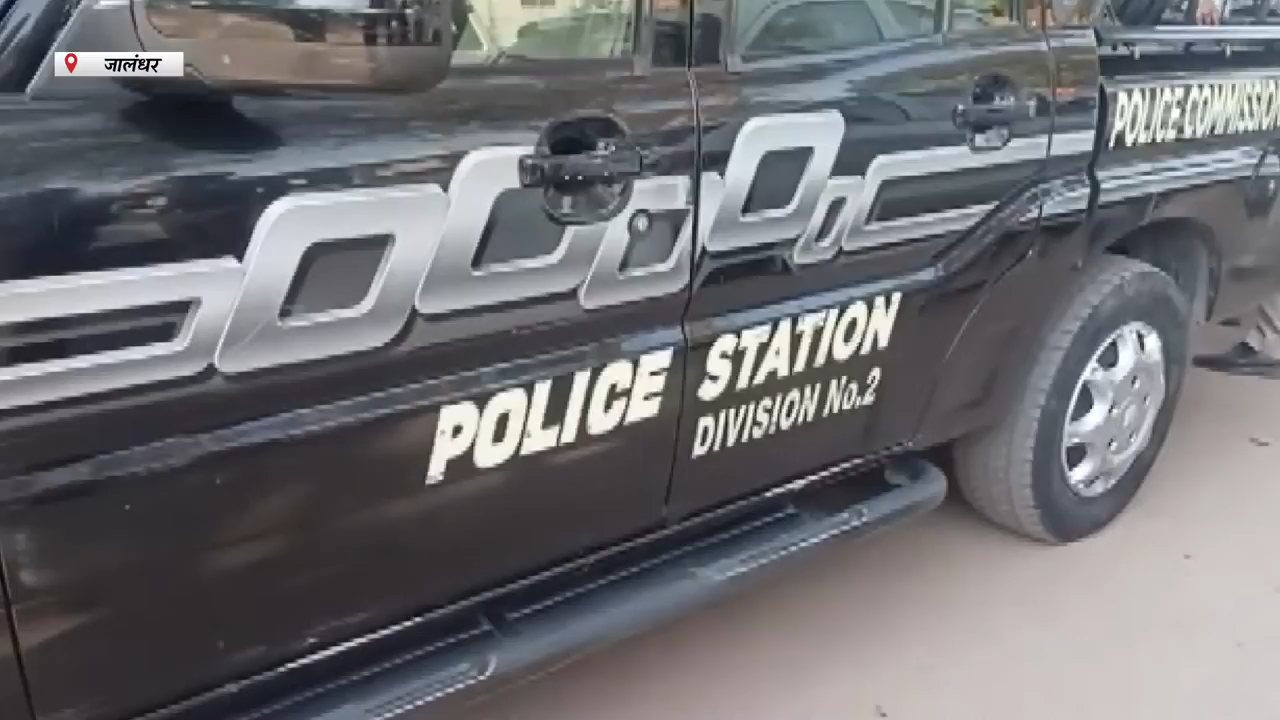 जालंधर
POLICE COMMISSION
POLICE STATION
DIVISION No.2